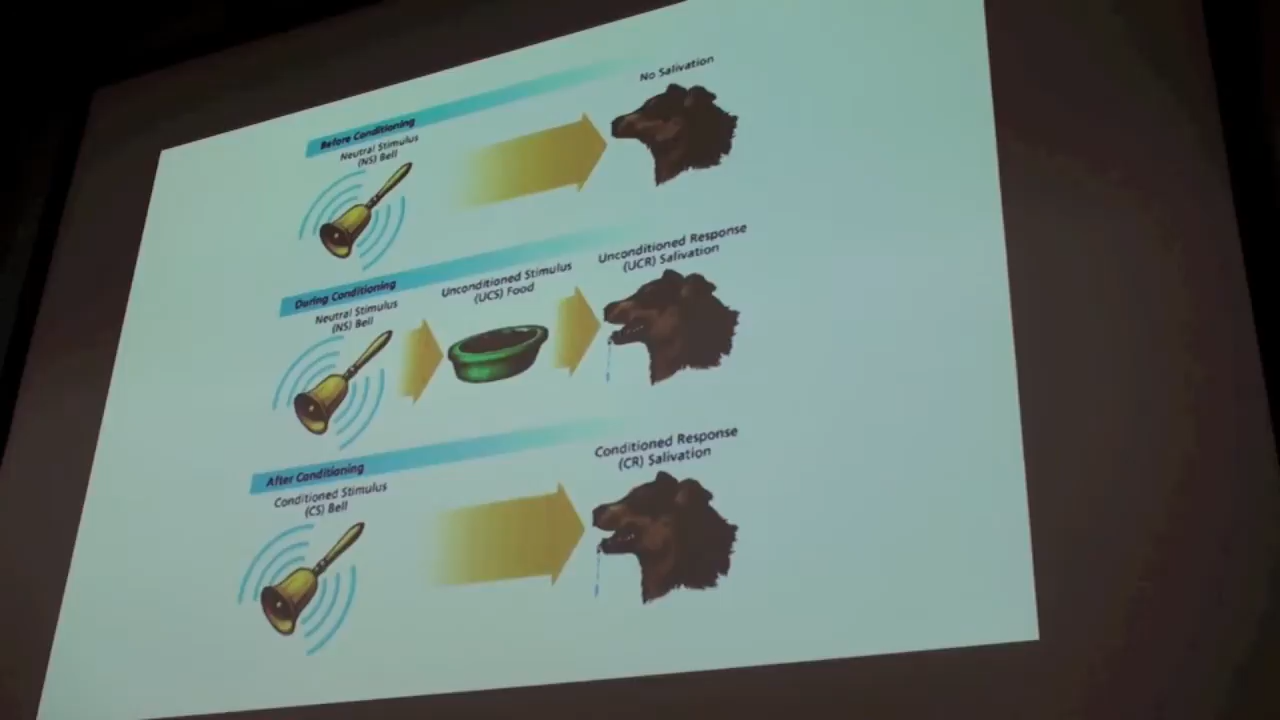 No Salivation
Before Conditioning
Neutral Stimulus
(NS) Bell
Unconditioned Response
(UCR) Salivation
During Conditioning
Unconditioned Stimulus
(UCS) Food
Neutral Stimulus
(NS) Bell
Conditioned Response
(CR) Salivation
After Conditioning
Conditioned Stimulus
(CS) Bell